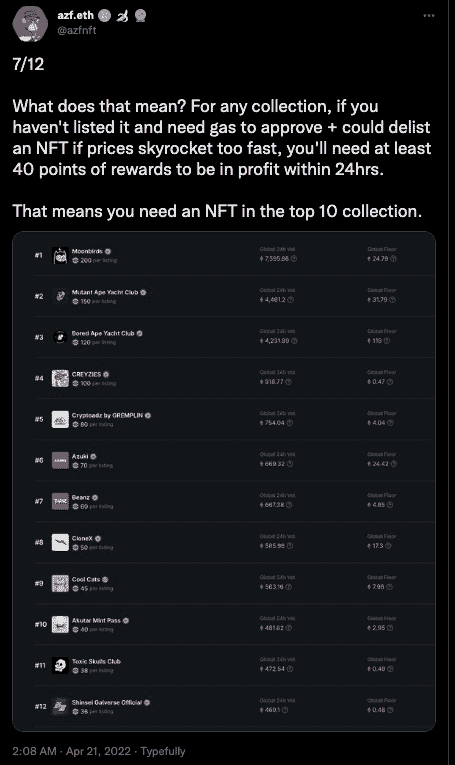 azf.eth
@azfnft
7/12
What does that mean? For any collection, if you
haven't listed it and need gas to approve + could delist
an NFT if prices skyrocket too fast, you'll need at least
40 points of rewards to be in profit within 24hrs.
That means you need an NFT in the top 10 collection.
#1 Moonbirds Global 24h Vol Global Floor
200 per listing 7,595.86 24.79
#2 Mutant Ape Yacht Club Global 24h Vol Global Floor
150 per listing 4,461.2 31.79
#3 Bored Ape Yacht Club Global 24h Vol Global Floor
120 per listing 4,231.99 119
#4 CREYZIES Global 24h Vol Global Floor
100 per listing 918.77 0.47
#5 Cryptoadz by GREMPLIN Global 24h Vol Global Floor
80 per listing 754.04 4.04
#6 Azuki Global 24h Vol Global Floor
70 per listing 669.32 24.42
#7 Beanz Global 24h Vol Global Floor
69 per listing 667.38 4.85
#8 CloneX Global 24h Vol Global Floor
50 per listing 17.3
#9 Cool Cats Global 24h Vol Global Floor
45 per listing 563.16
#10 Akutar Mint Pass Global 24h Vol Global Floor
40 per listing 461.62 2.95
#11 Toxic Skulls Club Global 24h Vol Global Floor
38 per listing 472.54
#12 Shinsei Galverse Official Global 24h Vol Global Floor
36 per listing 469.1
2:08 AM · Apr 21, 2022 · Typefully